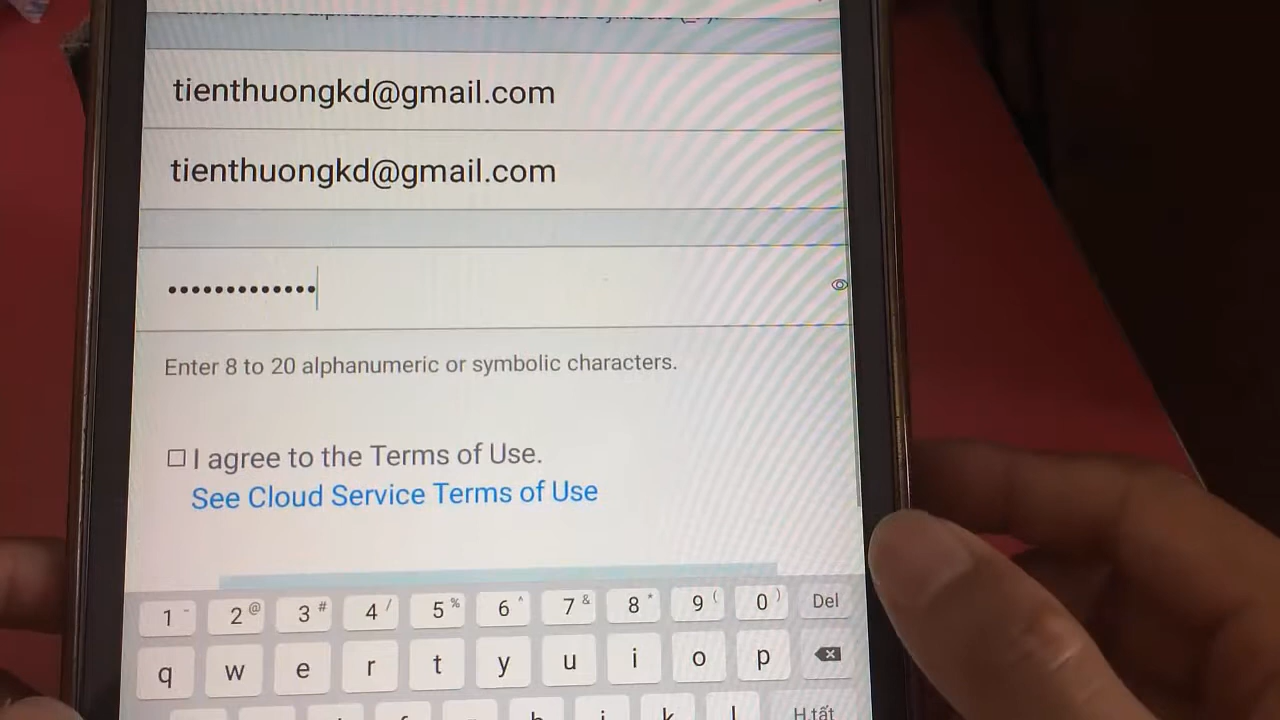 tienthuongkd@gmail.com
tienthuongkd@gmail.com
•••••••••••••
Enter 8 to 20 alphanumeric or symbolic characters.
I agree to the Terms of Use.
See Cloud Service Terms of Use
1 - 2 @ 3 # 4 / 5 % 6 ^ 7 & 8 * 9 ( 0 ) Del
q w e r t y u i o p
H.tất